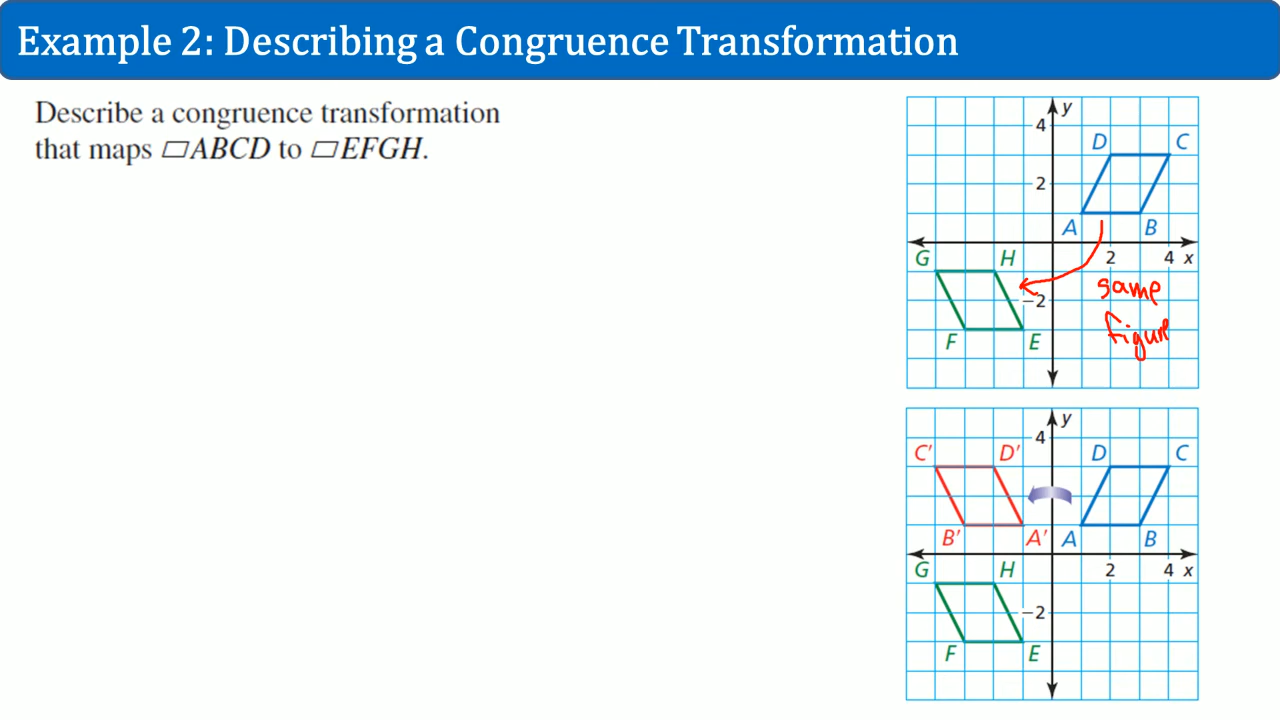 Example 2: Describing a Congruence Transformation
Describe a congruence transformation
that maps ▱ABCD to ▱EFGH.
y
4
D
C
2
A
B
G
H
2
4
x
-2
same
figure
F
E
y
4
C'
D'
D
C
B'
A'
A
B
G
H
2
4
x
-2
F
E